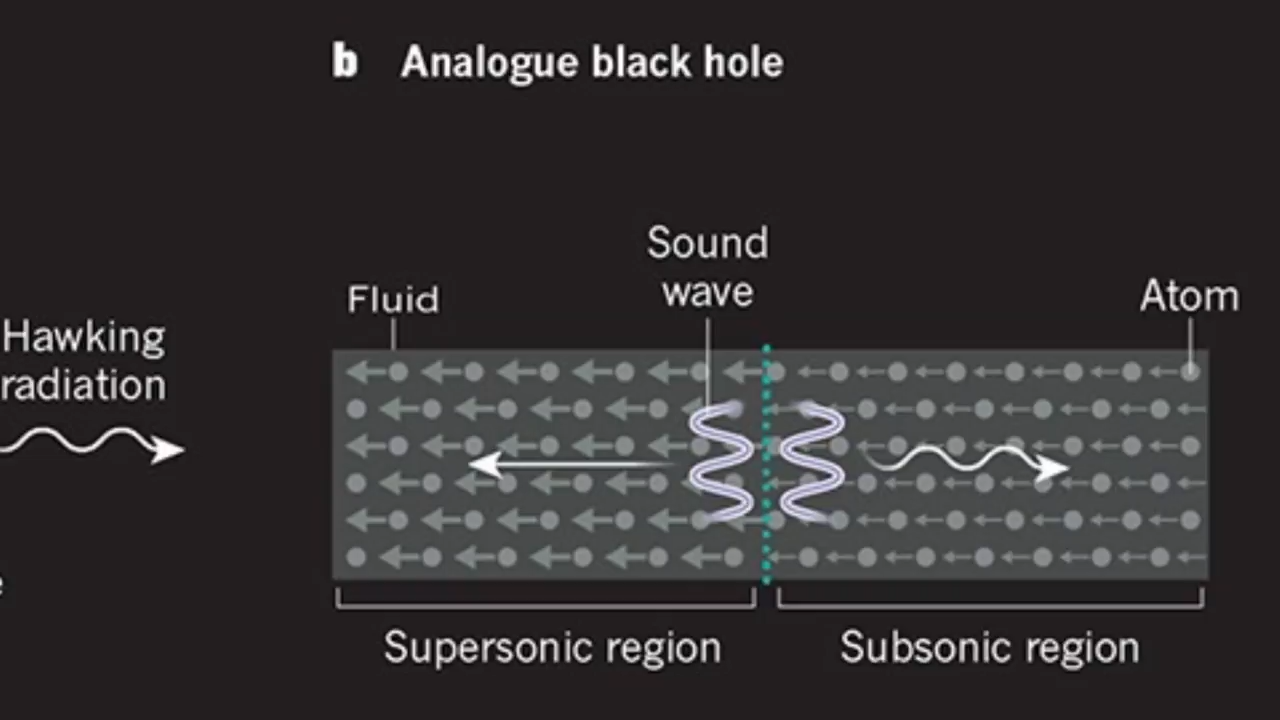 b Analogue black hole
Sound
wave
Fluid
Atom
Hawking
radiation
Supersonic region
Subsonic region